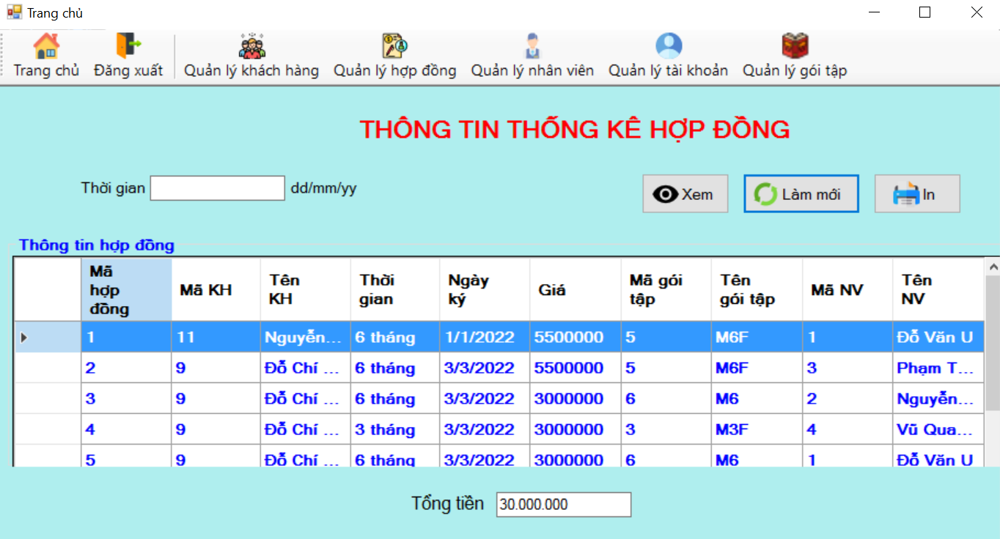 Trang chủ
Trang chủ Đăng xuất Quản lý khách hàng Quản lý hợp đồng Quản lý nhân viên Quản lý tài khoản Quản lý gói tập
THÔNG TIN THỐNG KÊ HỢP ĐỒNG
Thời gian dd/mm/yy Xem Làm mới In
Thông tin hợp đồng
Mã hợp đồng Mã KH Tên KH Thời gian Ngày ký Giá Mã gói tập Tên gói tập Mã NV Tên NV
1 11 Nguyễn... 6 tháng 1/1/2022 5500000 5 M6F 1 Đỗ Văn U
2 9 Đỗ Chí ... 6 tháng 3/3/2022 5500000 5 M6F 3 Phạm T...
3 9 Đỗ Chí ... 6 tháng 3/3/2022 3000000 6 M6 2 Nguyễn...
4 9 Đỗ Chí ... 3 tháng 3/3/2022 3000000 3 M3F 4 Vũ Qua...
5 9 Đỗ Chí ... 6 tháng 3/3/2022 3000000 6 M6 1 Đỗ Văn U
Tổng tiền 30.000.000